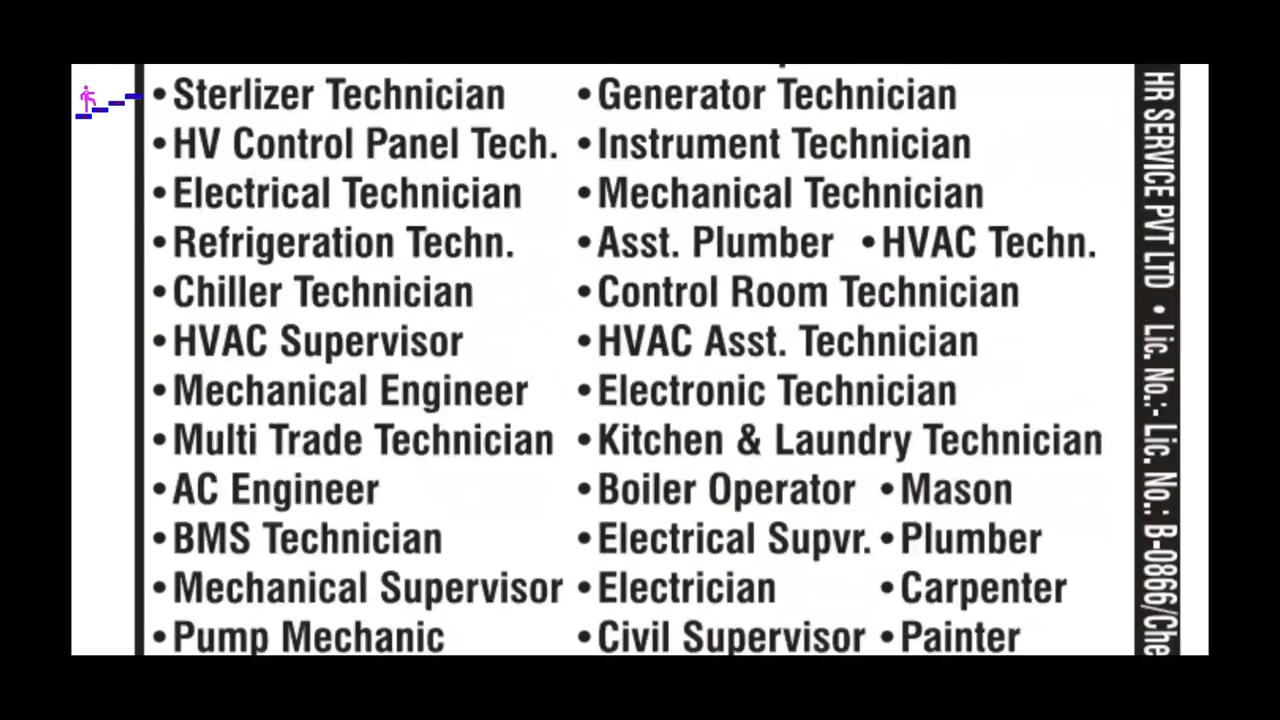 • Sterlizer Technician • Generator Technician
• HV Control Panel Tech. • Instrument Technician
• Electrical Technician • Mechanical Technician
• Refrigeration Techn. • Asst. Plumber • HVAC Techn.
• Chiller Technician • Control Room Technician
• HVAC Supervisor • HVAC Asst. Technician
• Mechanical Engineer • Electronic Technician
• Multi Trade Technician • Kitchen & Laundry Technician
• AC Engineer • Boiler Operator • Mason
• BMS Technician • Electrical Supvr. • Plumber
• Mechanical Supervisor • Electrician • Carpenter
• Pump Mechanic • Civil Supervisor • Painter
HR SERVICE PVT LTD • Lic. No.:- Lic. No.: B-0866/Che